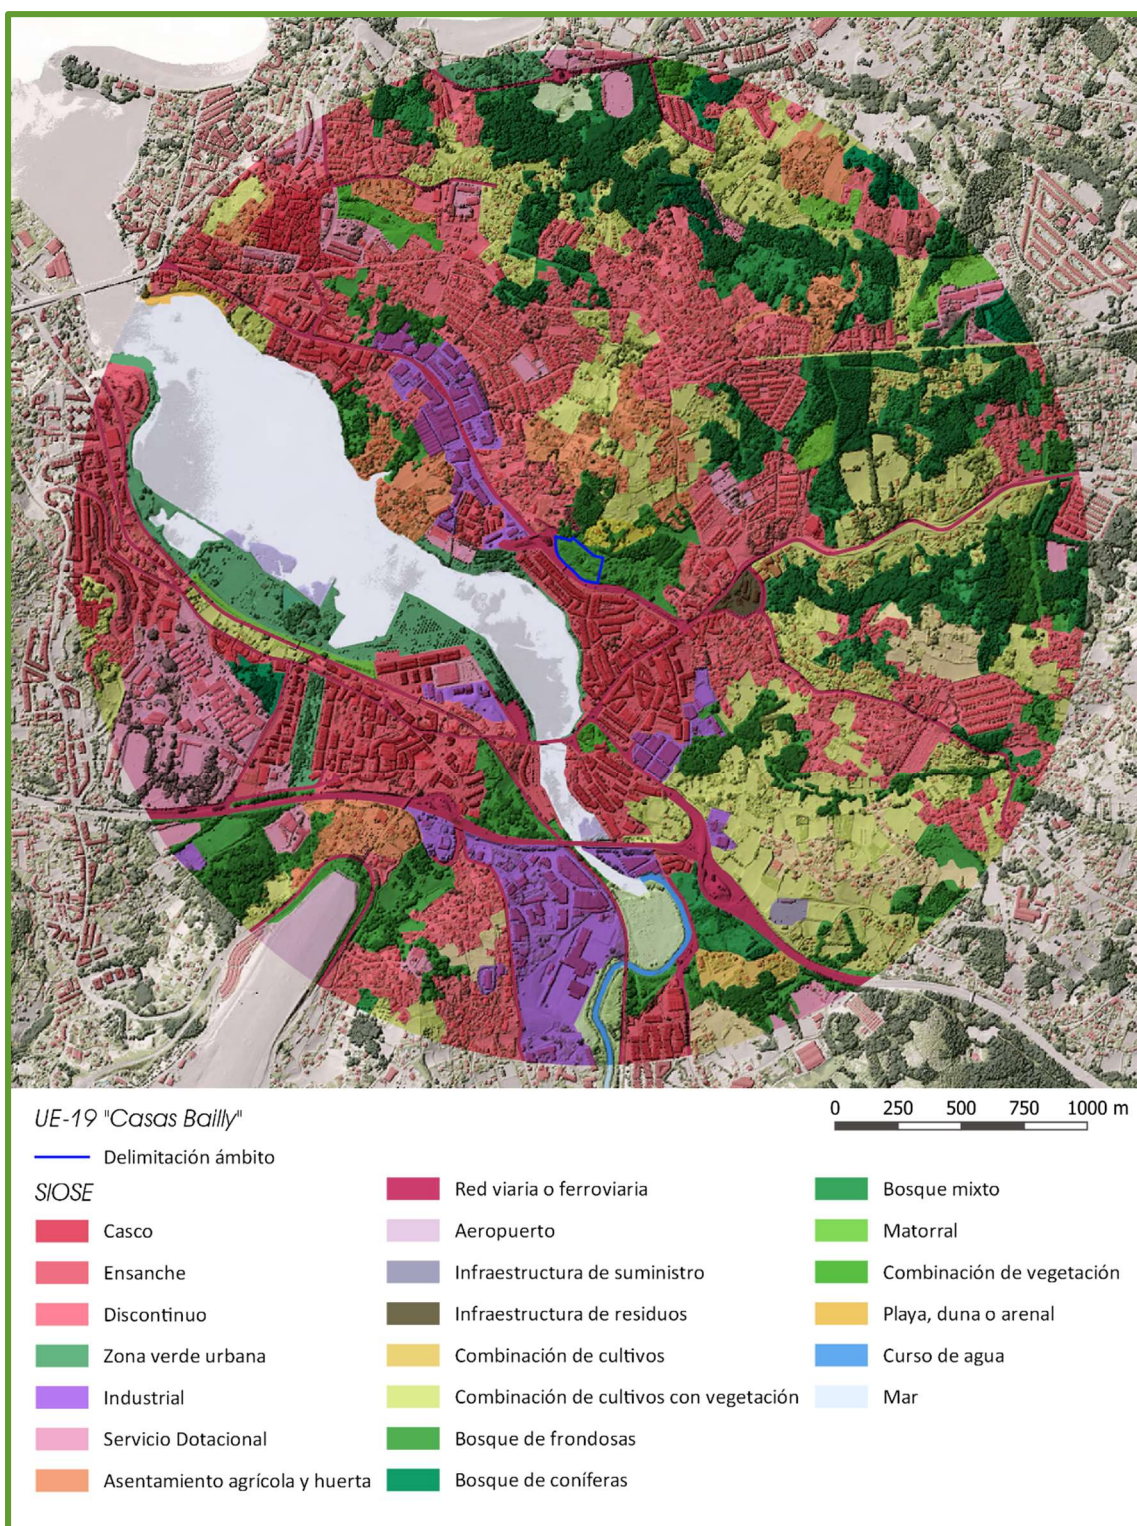 UE-19 "Casas Bailly"
0 250 500 750 1000 m
Delimitación ámbito
SIOSE
Casco
Ensanche
Discontinuo
Zona verde urbana
Industrial
Servicio Dotacional
Asentamiento agrícola y huerta
Red viaria o ferroviaria
Aeropuerto
Infraestructura de suministro
Infraestructura de residuos
Combinación de cultivos
Combinación de cultivos con vegetación
Bosque de frondosas
Bosque de coníferas
Bosque mixto
Matorral
Combinación de vegetación
Playa, duna o arenal
Curso de agua
Mar